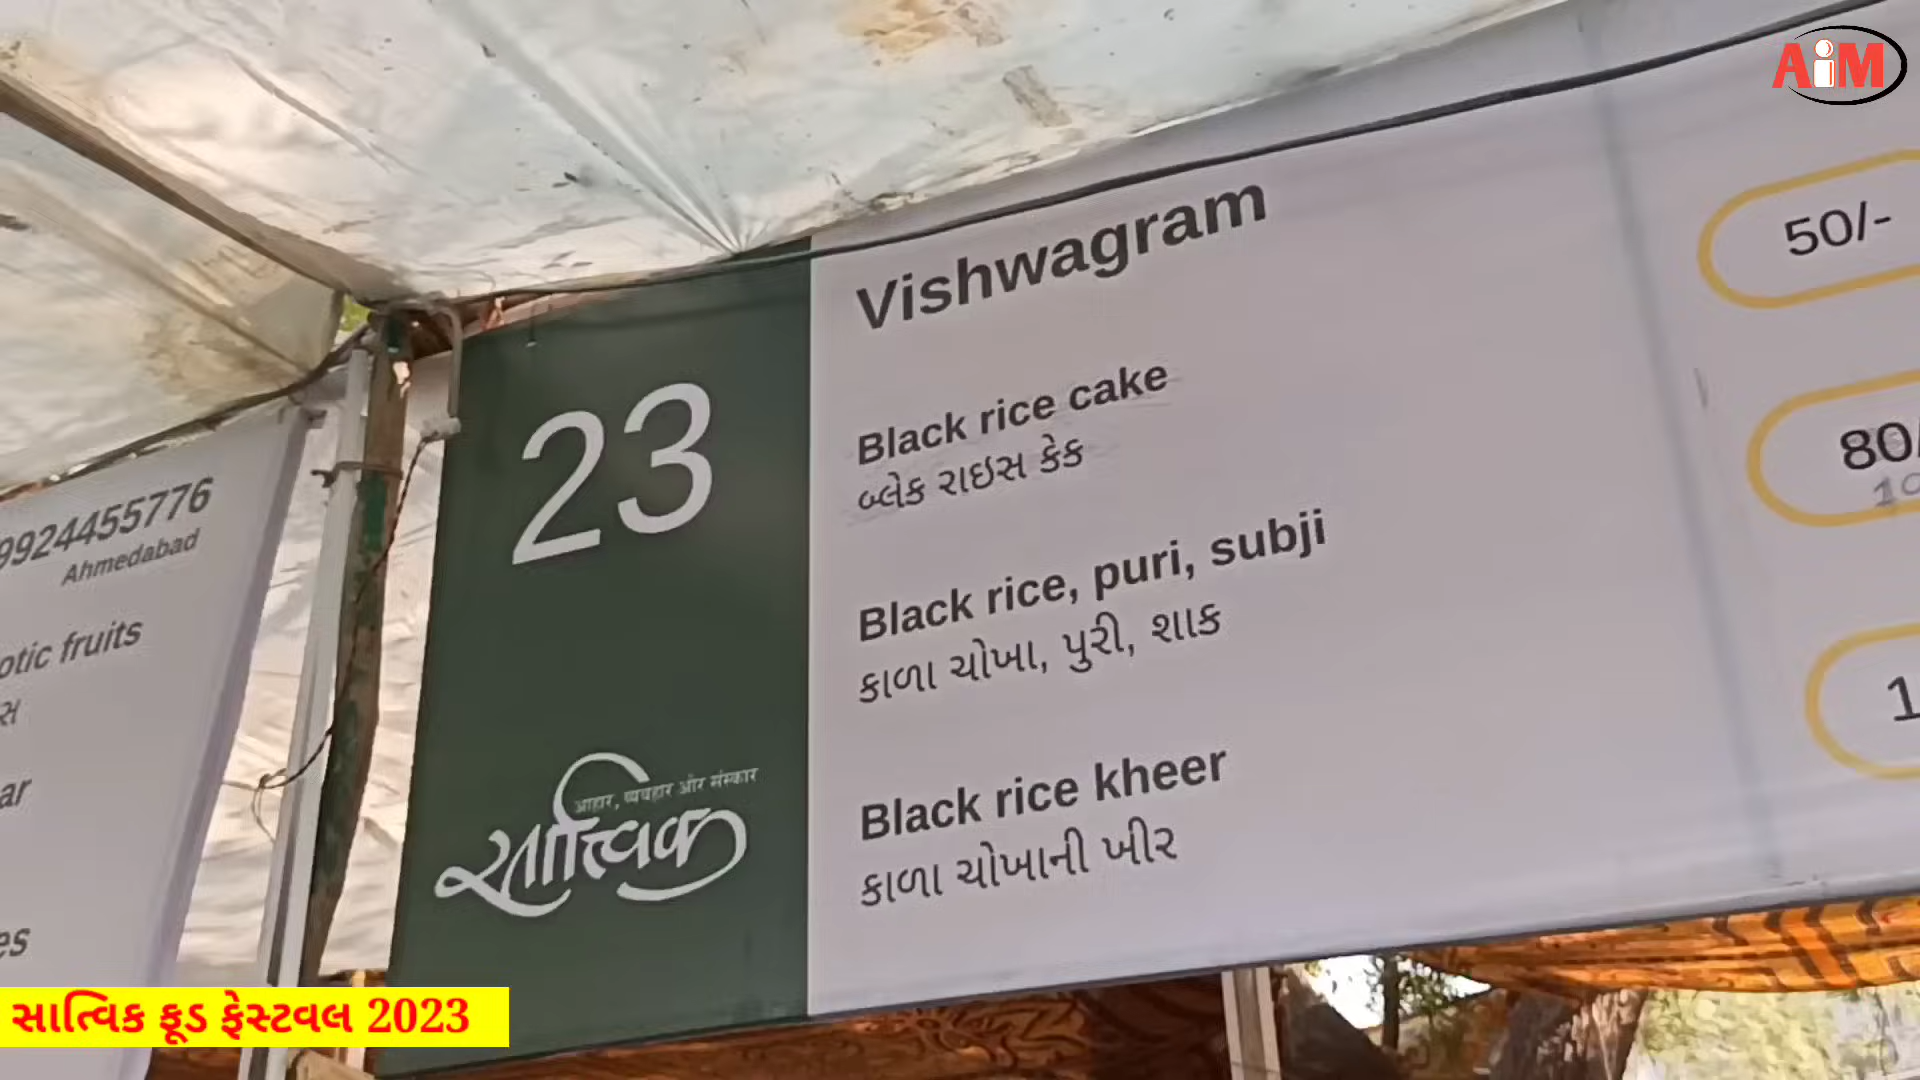 AiM
9924455776
Ahmedabad
fruits
23
आहार, व्यवहार और संस्कार
सात्त्विक
Vishwagram
Black rice cake
બ્લેક રાઇસ કેક
50/-
Black rice, puri, subji
કાળા ચોખા, પુરી, શાક
80/
Black rice kheer
કાળા ચોખાની ખીર
સાત્વિક ફૂડ ફેસ્ટવલ 2023